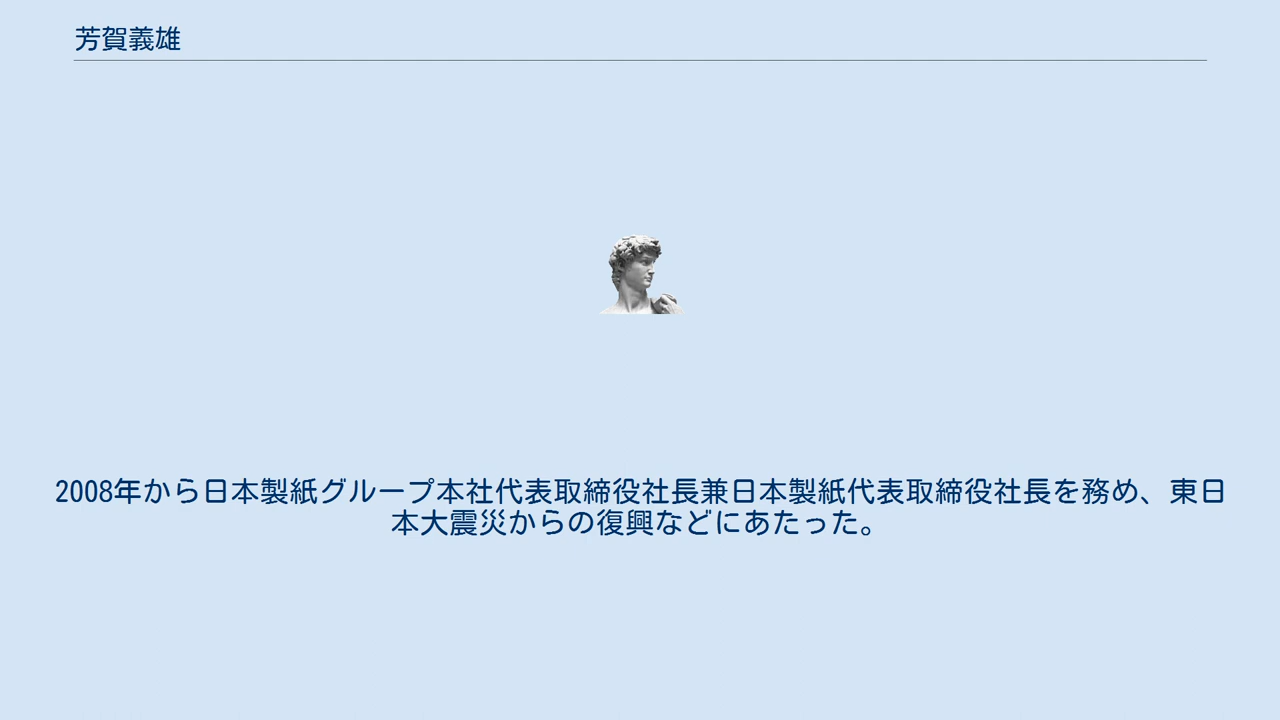 芳賀義雄
2008年から日本製紙グループ本社代表取締役社長兼日本製紙代表取締役社長を務め、東日
本大震災からの復興などにあたった。